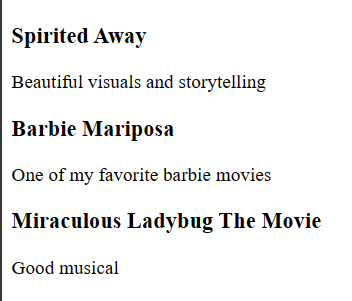 Spirited Away
Beautiful visuals and storytelling
Barbie Mariposa
One of my favorite barbie movies
Miraculous Ladybug The Movie
Good musical